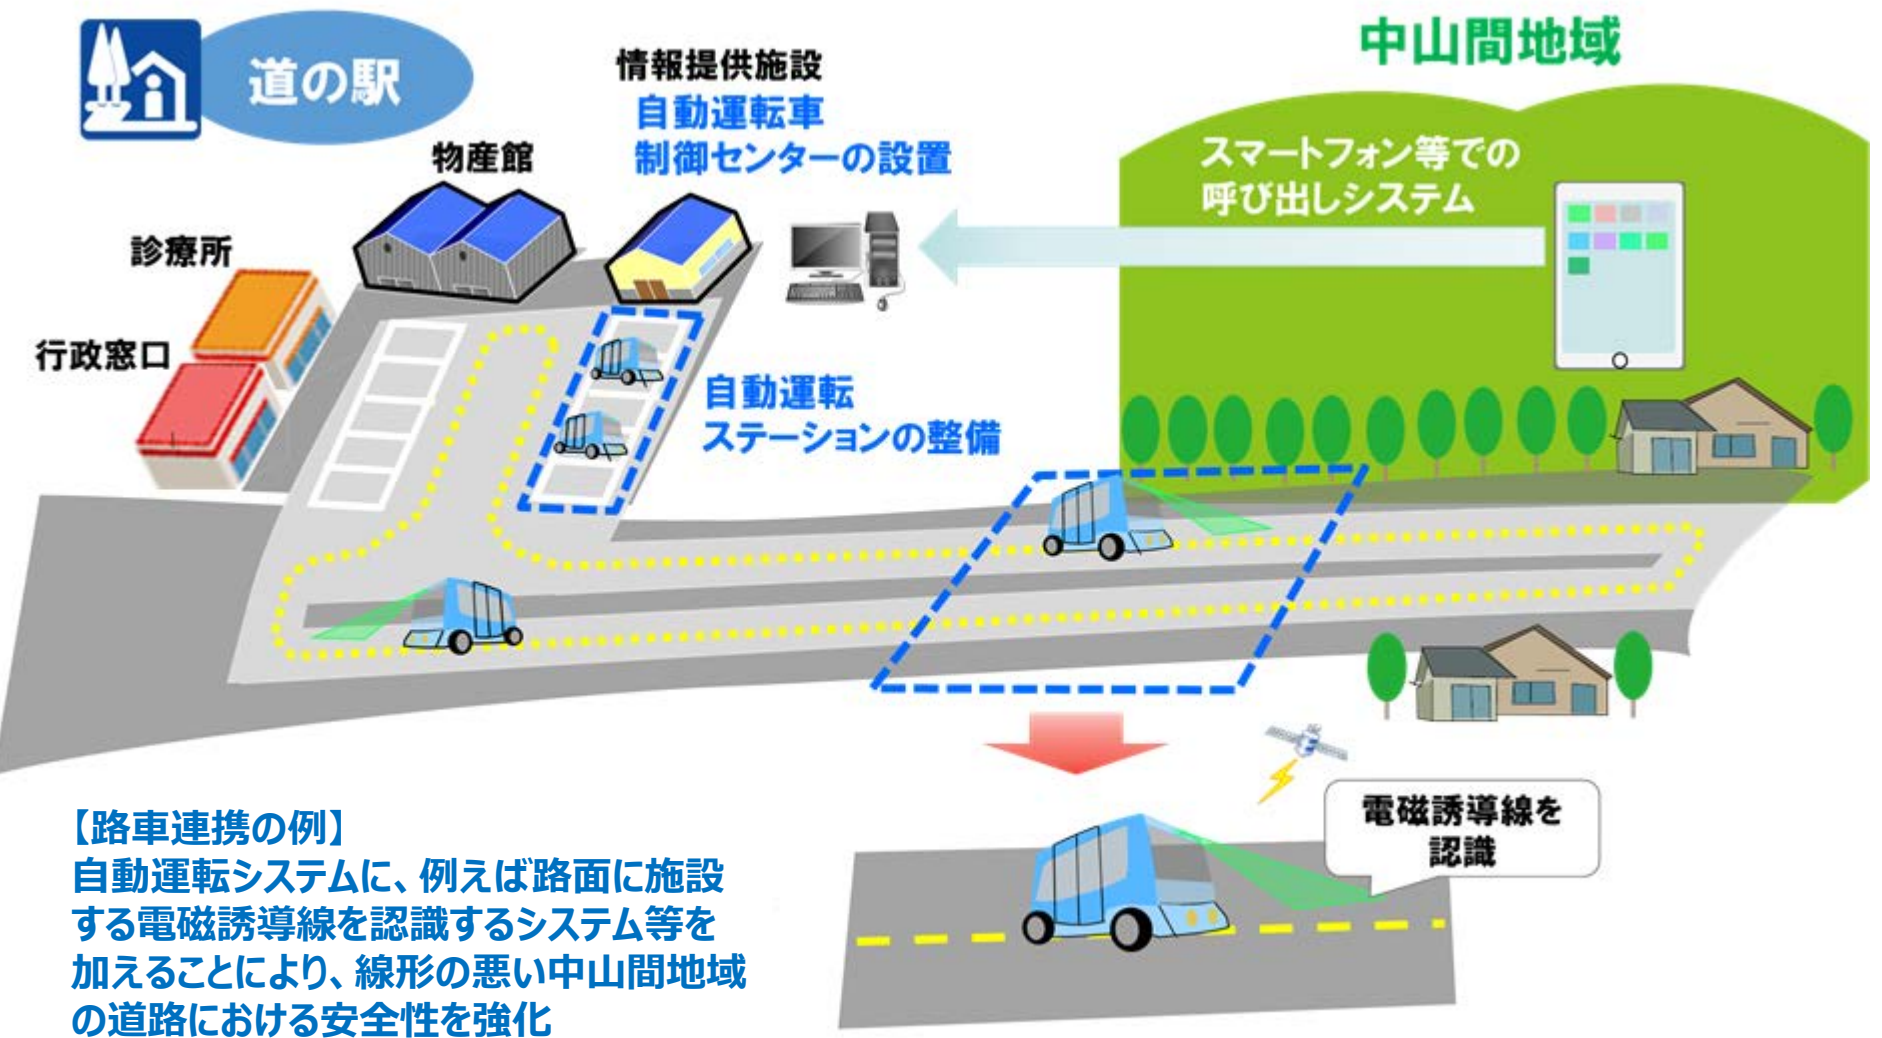 道の駅
情報提供施設
自動運転車
制御センターの設置
中山間地域
スマートフォン等での
呼び出しシステム
物産館
診療所
行政窓口
自動運転
ステーションの整備
電磁誘導線を
認識
【路車連携の例】
自動運転システムに、例えば路面に施設
する電磁誘導線を認識するシステム等を
加えることにより、線形の悪い中山間地域
の道路における安全性を強化